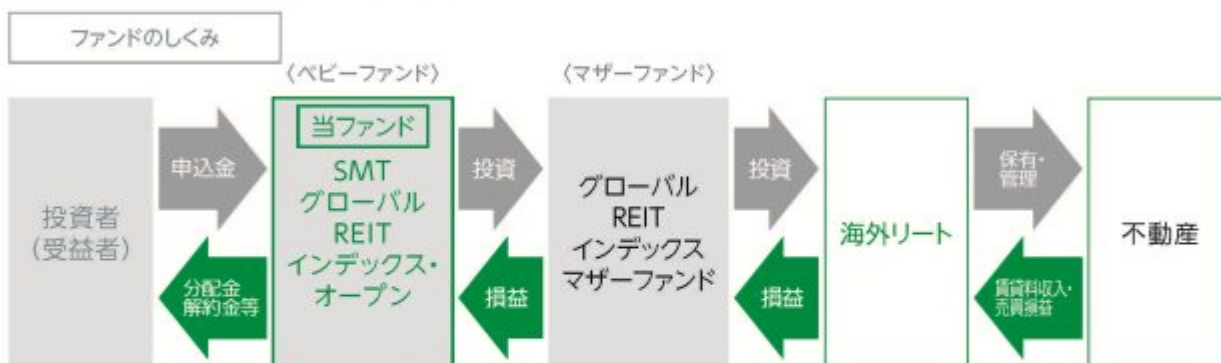 ファンドのしくみ
〈ベビーファンド〉
〈マザーファンド〉
投資者
(受益者)
申込金
分配金
解約金等
当ファンド
SMT
グローバル
REIT
インデックス・
オープン
投資
損益
グローバル
REIT
インデックス
マザーファンド
投資
損益
海外リート
保有・
管理
賃貸料収入・
売買損益
不動産